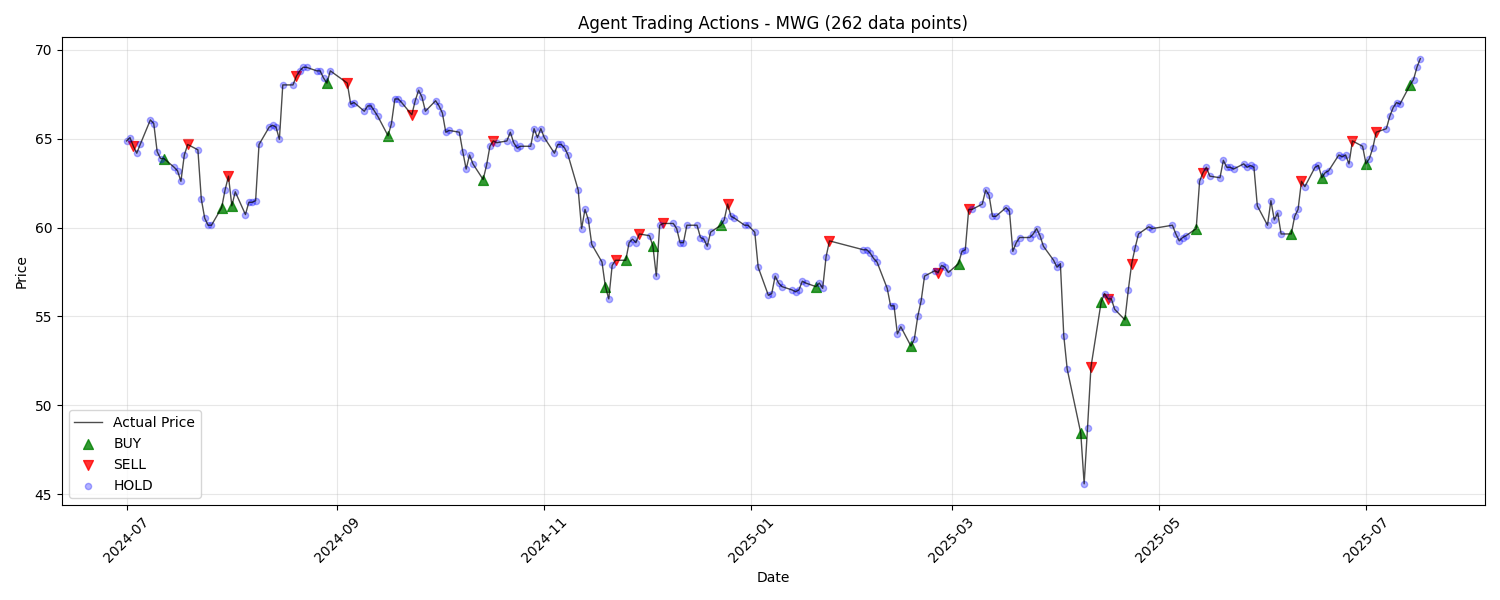 Agent Trading Actions - MWG (262 data points)
Price
70
65
60
55
50
45
Actual Price
BUY
SELL
HOLD
2024-07
2024-09
2024-11
2025-01
2025-03
2025-05
2025-07
Date